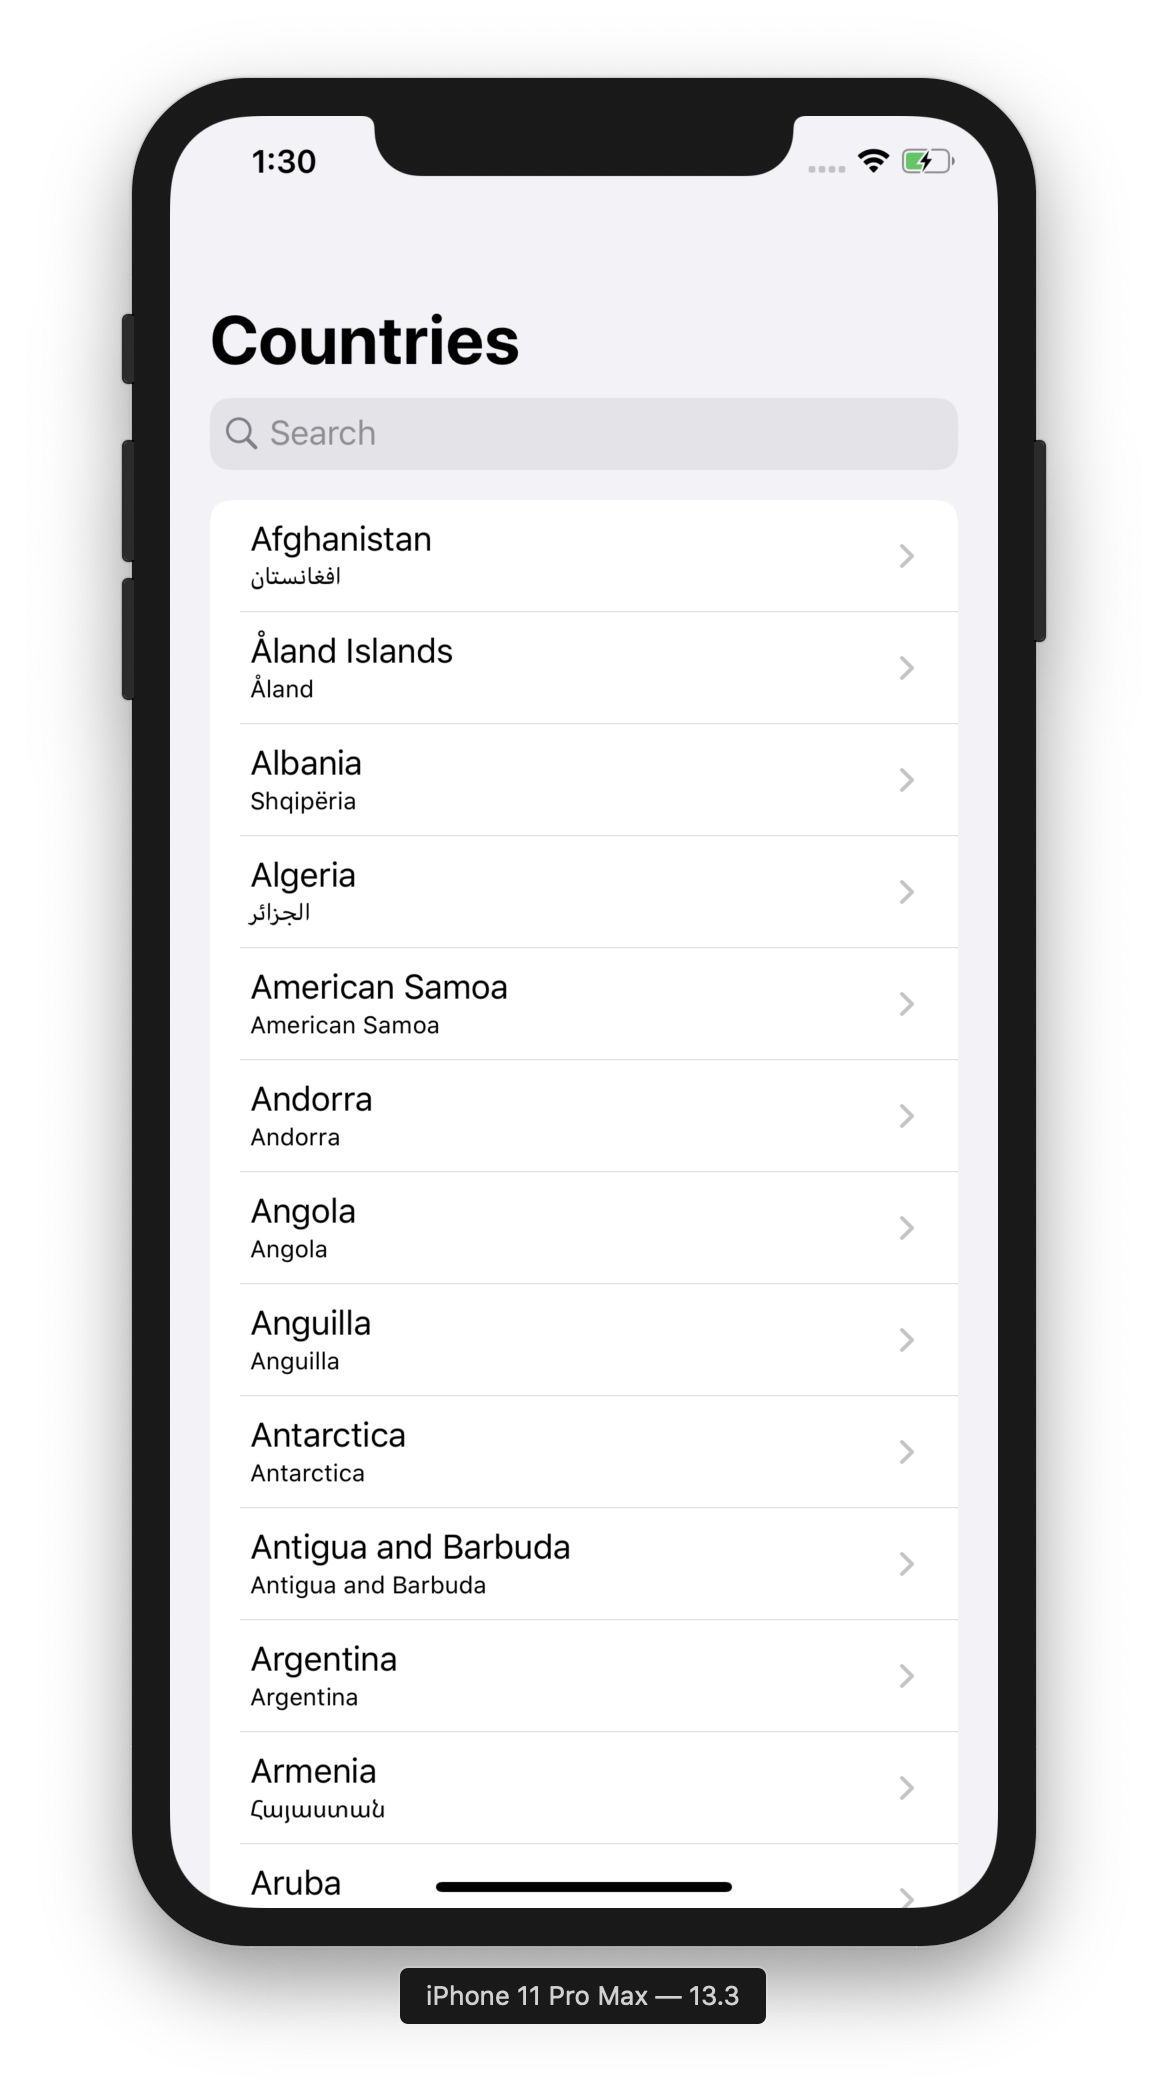 1:30
Countries
Search
Afghanistan
افغانستان
Åland Islands
Åland
Albania
Shqipëria
Algeria
الجزائر
American Samoa
American Samoa
Andorra
Andorra
Angola
Angola
Anguilla
Anguilla
Antarctica
Antarctica
Antigua and Barbuda
Antigua and Barbuda
Argentina
Argentina
Armenia
Հայաստան
Aruba
iPhone 11 Pro Max — 13.3